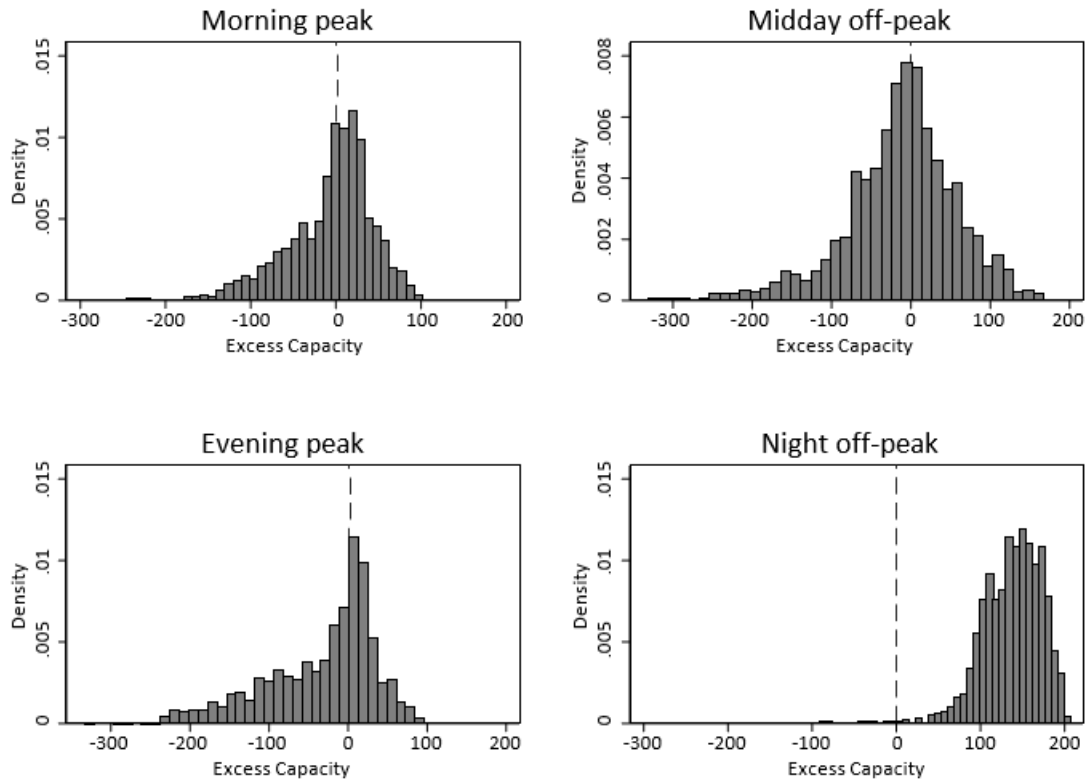 Morning peak
.015
.01
.005
0
Density
-300 -200 -100 0 100 200
Excess Capacity
Midday off-peak
.008
.006
.004
.002
0
Density
-300 -200 -100 0 100 200
Excess Capacity
Evening peak
.015
.01
.005
0
Density
-300 -200 -100 0 100 200
Excess Capacity
Night off-peak
.015
.01
.005
0
Density
-300 -200 -100 0 100 200
Excess Capacity